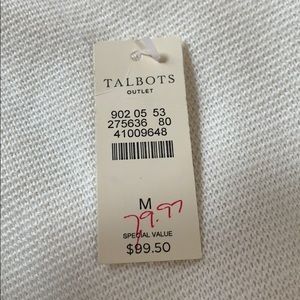 TALBOTS
OUTLET
902 05 53
275636 80
41009648
M
79.97
SPECIAL VALUE
$99.50